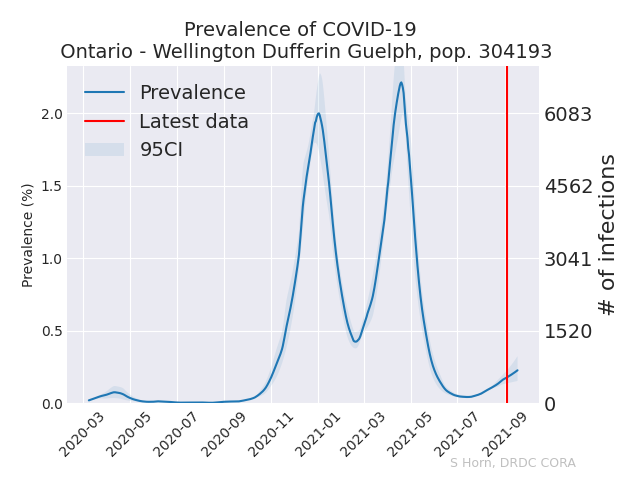 Prevalence of COVID-19
Ontario - Wellington Dufferin Guelph, pop. 304193
Prevalence
Latest data
95CI
Prevalence (%)
2.0
1.5
1.0
0.5
0.0
6083
4562
3041
1520
0
# of infections
2020-03
2020-05
2020-07
2020-09
2020-11
2021-01
2021-03
2021-05
2021-07
2021-09
S Horn, DRDC CORA